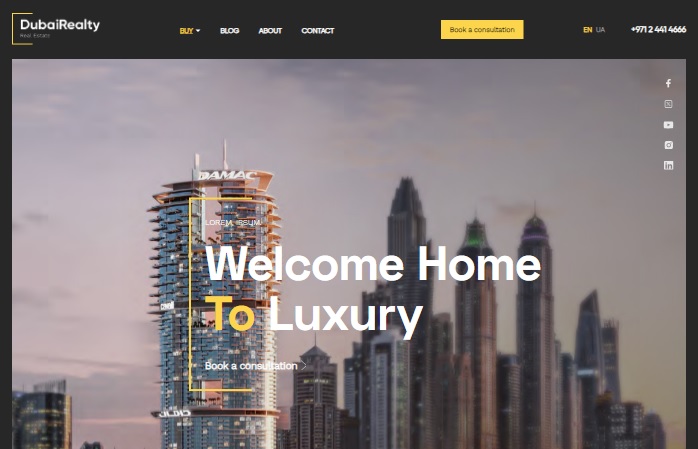 DubaiRealty
Real Estate
BUY
BLOG
ABOUT
CONTACT
Book a consultation
EN UA
+971 2 441 4666
DAMAC
LOREM, IPSUM
Welcome Home
To Luxury
Book a consultation